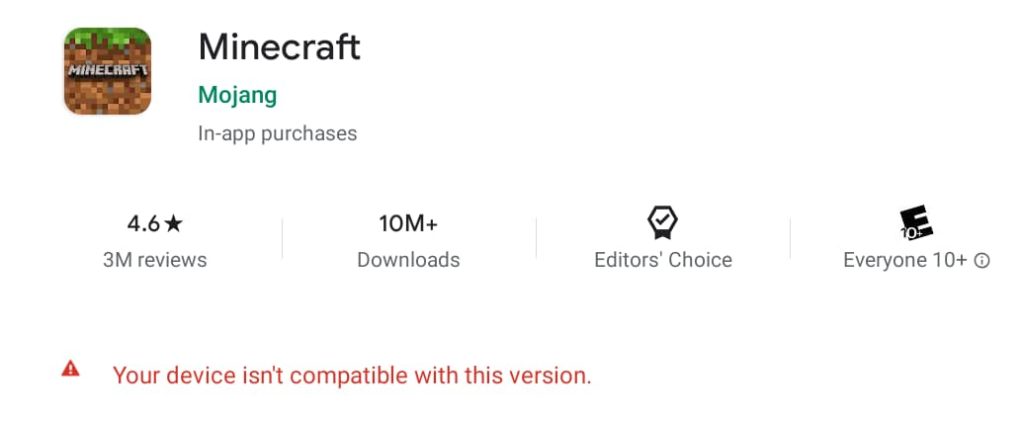 MINECRAFT
Minecraft
Mojang
In-app purchases
4.6★
3M reviews
10M+
Downloads
Editors' Choice
E
10+
Everyone 10+
Your device isn't compatible with this version.